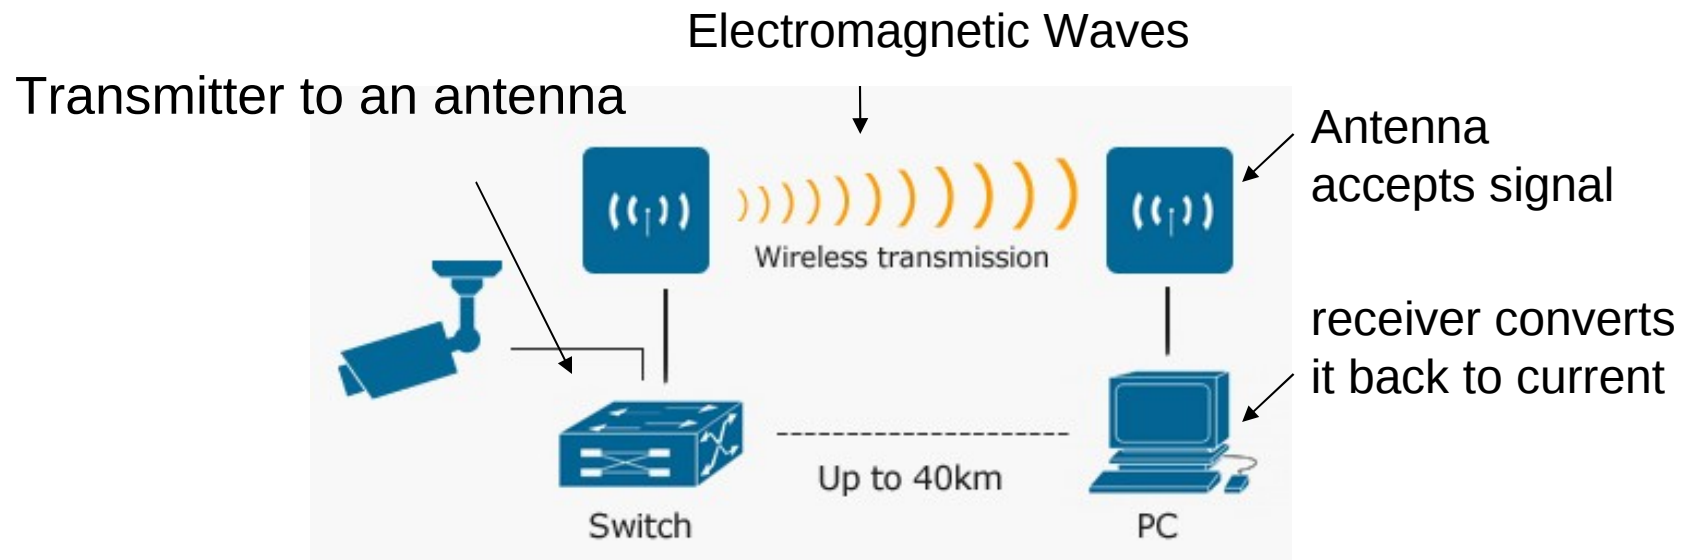 Electromagnetic Waves
Transmitter to an antenna
Antenna
accepts signal
Wireless transmission
receiver converts
it back to current
Up to 40km
Switch
PC